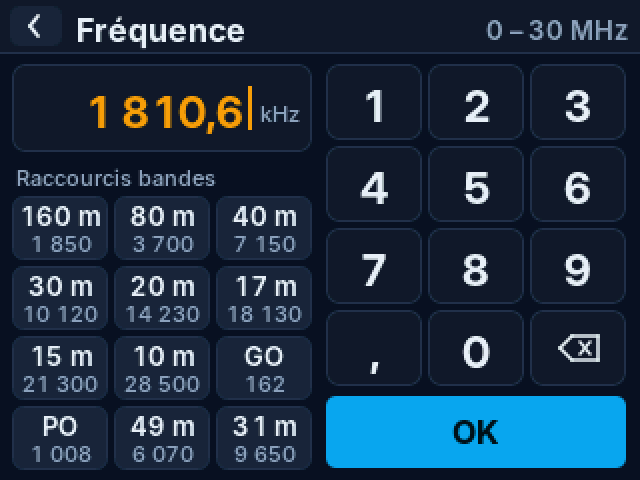 Fréquence
0 – 30 MHz
1 810,6 kHz
Raccourcis bandes
160 m
1 850
80 m
3 700
40 m
7 150
30 m
10 120
20 m
14 230
17 m
18 130
15 m
21 300
10 m
28 500
GO
162
PO
1 008
49 m
6 070
31 m
9 650
1
2
3
4
5
6
7
8
9
,
0
OK